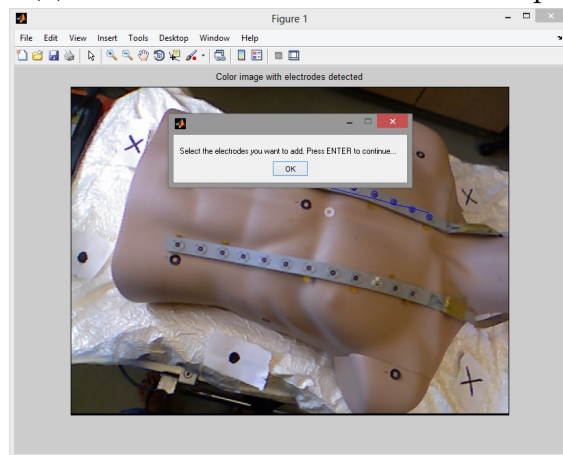 Figure 1
File Edit View Insert Tools Desktop Window Help
Color image with electrodes detected
Select the electrodes you want to add. Press ENTER to continue...
OK